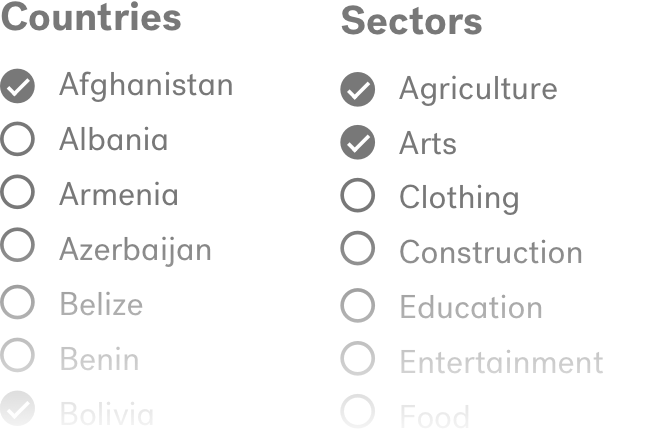 Countries
Afghanistan
Albania
Armenia
Azerbaijan
Belize
Benin
Bolivia
Sectors
Agriculture
Arts
Clothing
Construction
Education
Entertainment
Food